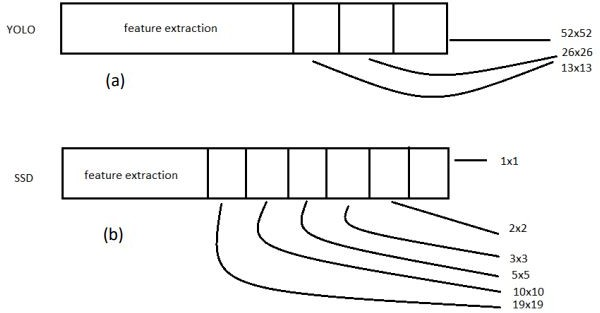 YOLO
feature extraction
52x52
26x26
13x13
(a)
SSD
feature extraction
1x1
2x2
(b)
3x3
5x5
10x10
19x19